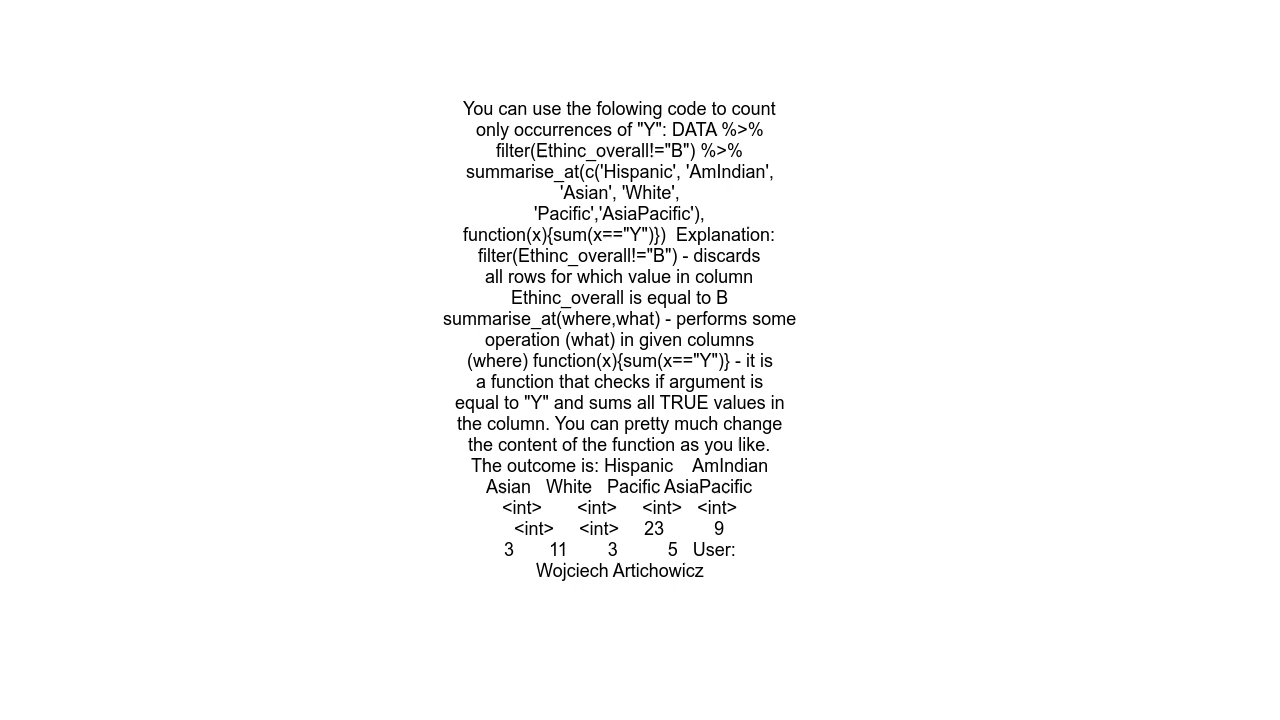 You can use the folowing code to count
only occurrences of "Y": DATA %>%
filter(Ethinc_overall!="B") %>%
summarise_at(c('Hispanic', 'AmIndian',
'Asian', 'White',
'Pacific','AsiaPacific'),
function(x){sum(x=="Y")})  Explanation:
filter(Ethinc_overall!="B") - discards
all rows for which value in column
Ethinc_overall is equal to B
summarise_at(where,what) - performs some
operation (what) in given columns
(where) function(x){sum(x=="Y")} - it is
a function that checks if argument is
equal to "Y" and sums all TRUE values in
the column. You can pretty much change
the content of the function as you like.
The outcome is: Hispanic    AmIndian
Asian   White   Pacific AsiaPacific
<int>       <int>     <int>   <int>
<int>     <int>     23          9
3       11        3          5   User:
Wojciech Artichowicz